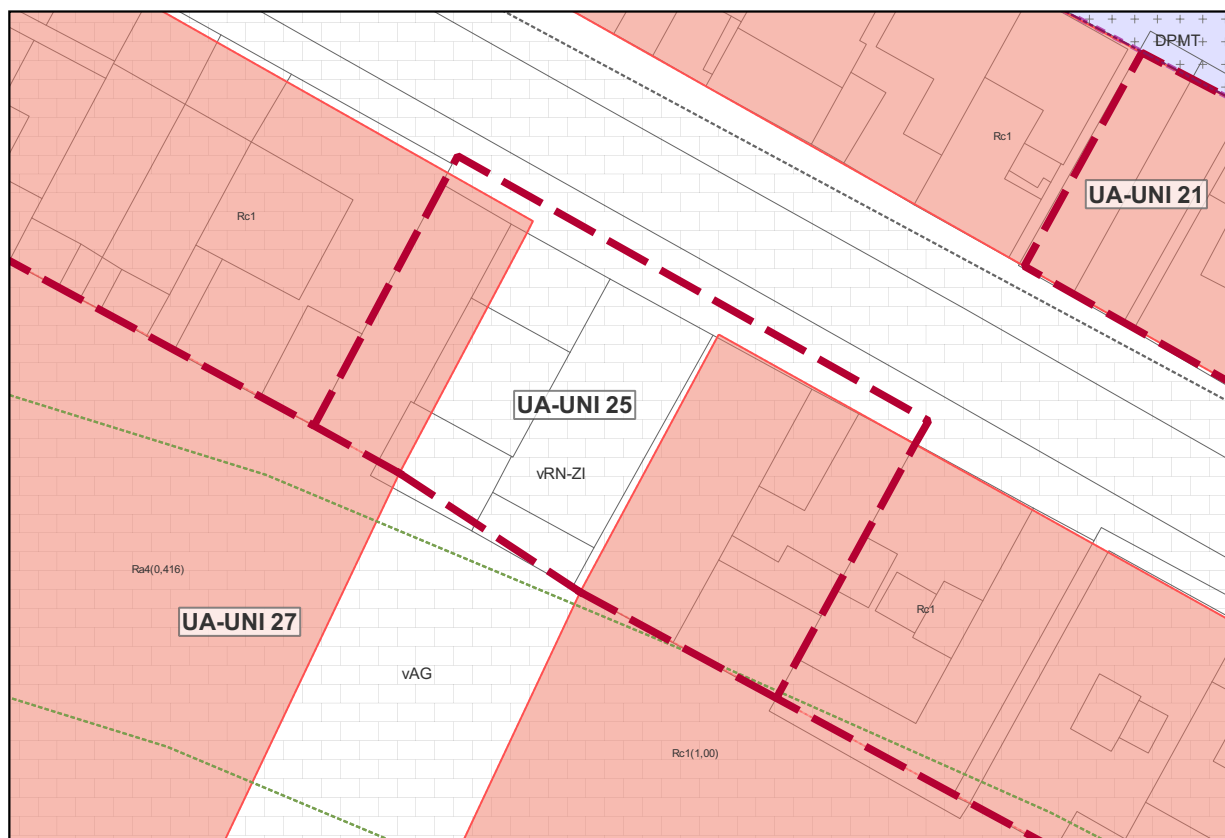 DPMT
Rc1
UA-UNI 21
Rc1
UA-UNI 25
vRN-ZI
Ra4(0,416)
Rc1
UA-UNI 27
vAG
Rc1(1,00)